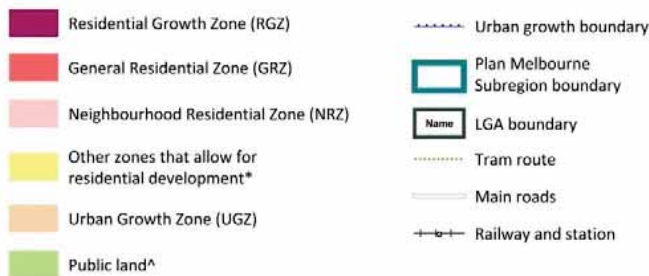 Residential Growth Zone (RGZ)
General Residential Zone (GRZ)
Neighbourhood Residential Zone (NRZ)
Other zones that allow for
residential development*
Urban Growth Zone (UGZ)
Public land^
Urban growth boundary
Plan Melbourne
Subregion boundary
Name
LGA boundary
Tram route
Main roads
Railway and station